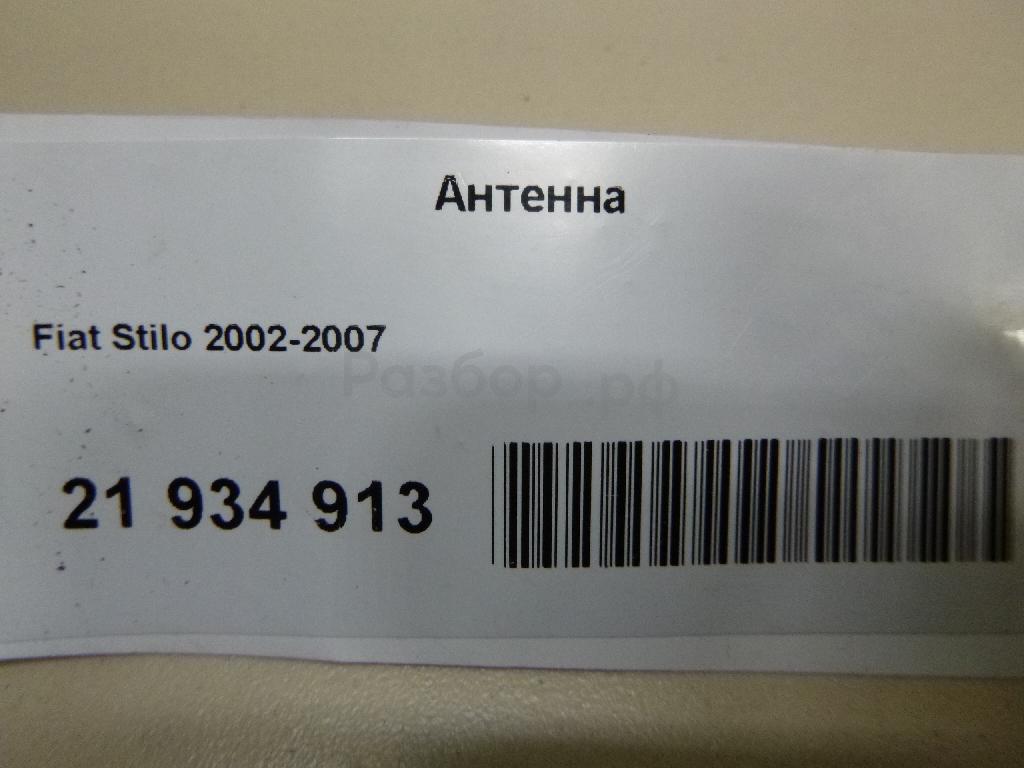 Антенна
Fiat Stilo 2002-2007
Разбор.рф
21 934 913